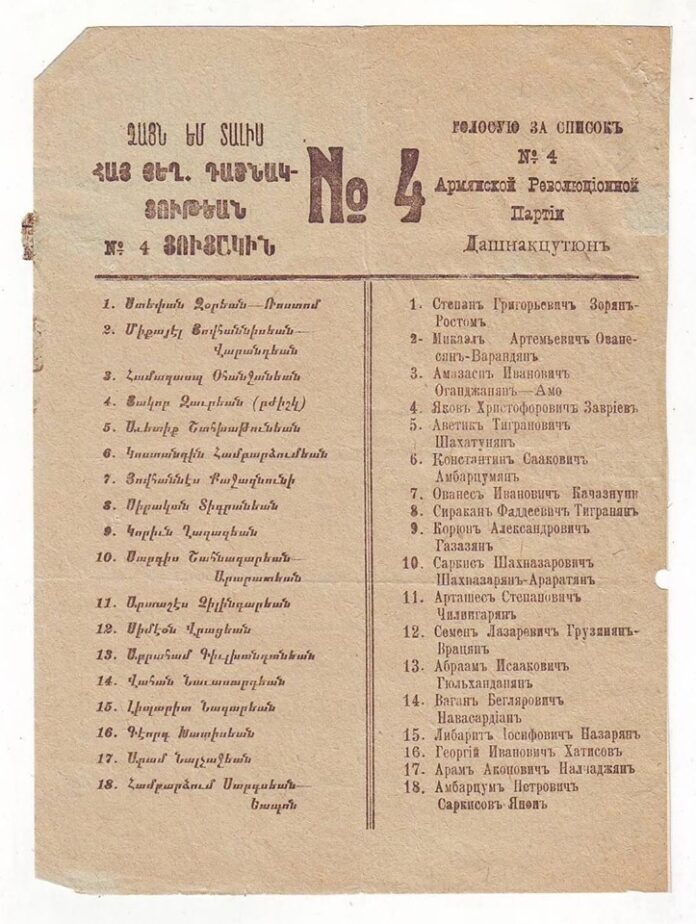 ՁԱՅՆ ԵՄ ՏԱԼԻՍ
ՀԱՅ ՅԵՂ. ԴԱՇՆԱԿ-
ՑՈՒԹԵԱՆ
№ 4 ՑՈՒՑԱԿԻՆ
№ 4
ГОЛОСУЮ ЗА СПИСОКЪ
№ 4
Армянской Революціонной
Партіи
Дашнакцутюнъ
1. Ստեփան Զօրեան—Ռոստոմ
2. Միքայէլ Յովհաննիսեան—
Վարանդեան
3. Համազասպ Օհանջանեան
4. Յակոբ Զաւրեան (բժիշկ)
5. Աւետիք Շահխաթունեան
6. Կոստանդին Համբարձումեան
7. Յովհաննէս Քաջազնունի
8. Սիրական Տիգրանեան
9. Կորիւն Ղազազեան
10. Սարգիս Շահնազարեան—
Արարատեան
11. Արտաշէս Չիլինգարեան
12. Սիմէօն Վրացեան
13. Աբրահամ Գիւլխանդանեան
14. Վահան Նաւասարդեան
15. Լիպարիտ Նազարեան
16. Գէորգ Խատիսեան
17. Արամ Նալչաջեան
18. Համբարձում Սարգսեան—
Եապոն
1. Степанъ Григорьевичъ Зорянъ-
Ростомъ
2- Микаэлъ Артемьевичъ Ованесянъ-Варандянъ
3. Амазаспъ Ивановичъ
Оганджанянъ—Амо
4. Яковъ Христофоровичъ Завріевъ
5. Аветикъ Тиграновичъ
Шахатунянъ
6. Константинъ Сааковичъ
Амбарцумянъ
7. Ованесъ Ивановичъ Качазнуни
8. Сираканъ Фаддеевичъ Тигранянъ
9. Корюнъ Александровичъ
Газазянъ
10. Саркисъ Шахназаровичъ
Шахназарянъ-Араратянъ
11. Арташесъ Степановичъ
Чилингарянъ
12. Семенъ Лазаревичъ Грузинянъ-
Врацянъ
13. Абраамъ Исааковичъ
Гюльханданянъ
14. Ваганъ Бегляровичъ
Навасардіанъ
15. Либаритъ Іосифовичъ Назарянъ
16. Георгій Ивановичъ Хатисовъ
17- Арамъ Акоповичъ Налчаджянъ
18. Амбарцумъ Петровичъ
Саркисовъ Японъ